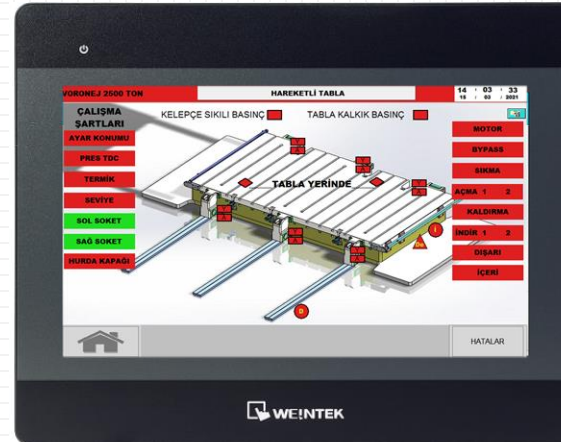 VORONEJ 2500 TON
HAREKETLİ TABLA
14 : 03 : 33
15 / 03 / 2021
ÇALIŞMA
ŞARTLARI
KELEPÇE SIKILI BASINÇ
TABLA KALKIK BASINÇ
AYAR KONUMU
PRES TDC
TERMİK
SEVİYE
SOL SOKET
SAĞ SOKET
HURDA KAPAĞI
TABLA YERİNDE
MOTOR
BYPASS
SIKMA
AÇMA 1 2
KALDIRMA
İNDİR 1 2
DIŞARI
İÇERİ
İ
D
HATALAR
WEINTEK